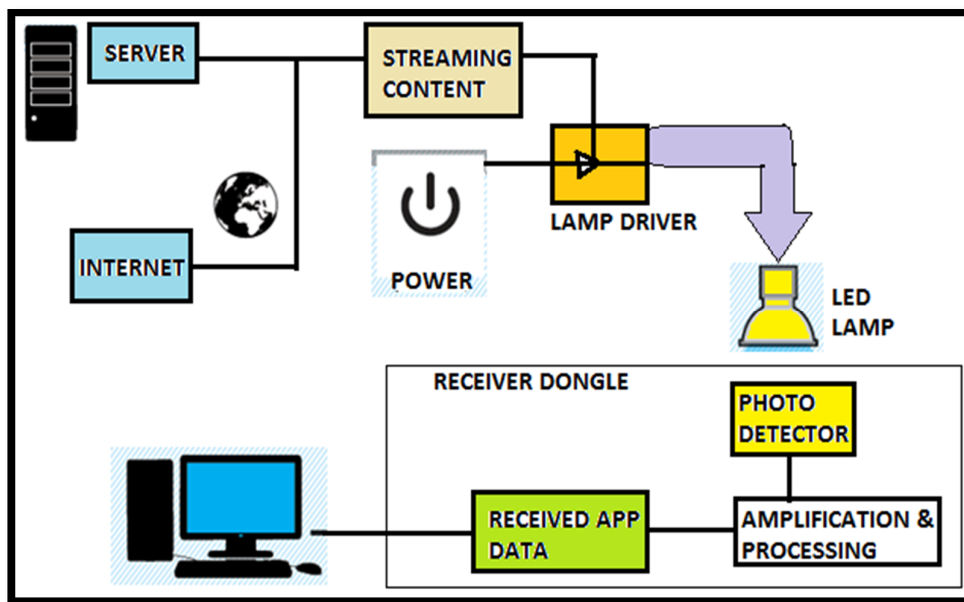 SERVER
STREAMING
CONTENT
LAMP DRIVER
POWER
INTERNET
LED
LAMP
RECEIVER DONGLE
PHOTO
DETECTOR
AMPLIFICATION &
PROCESSING
RECEIVED APP
DATA